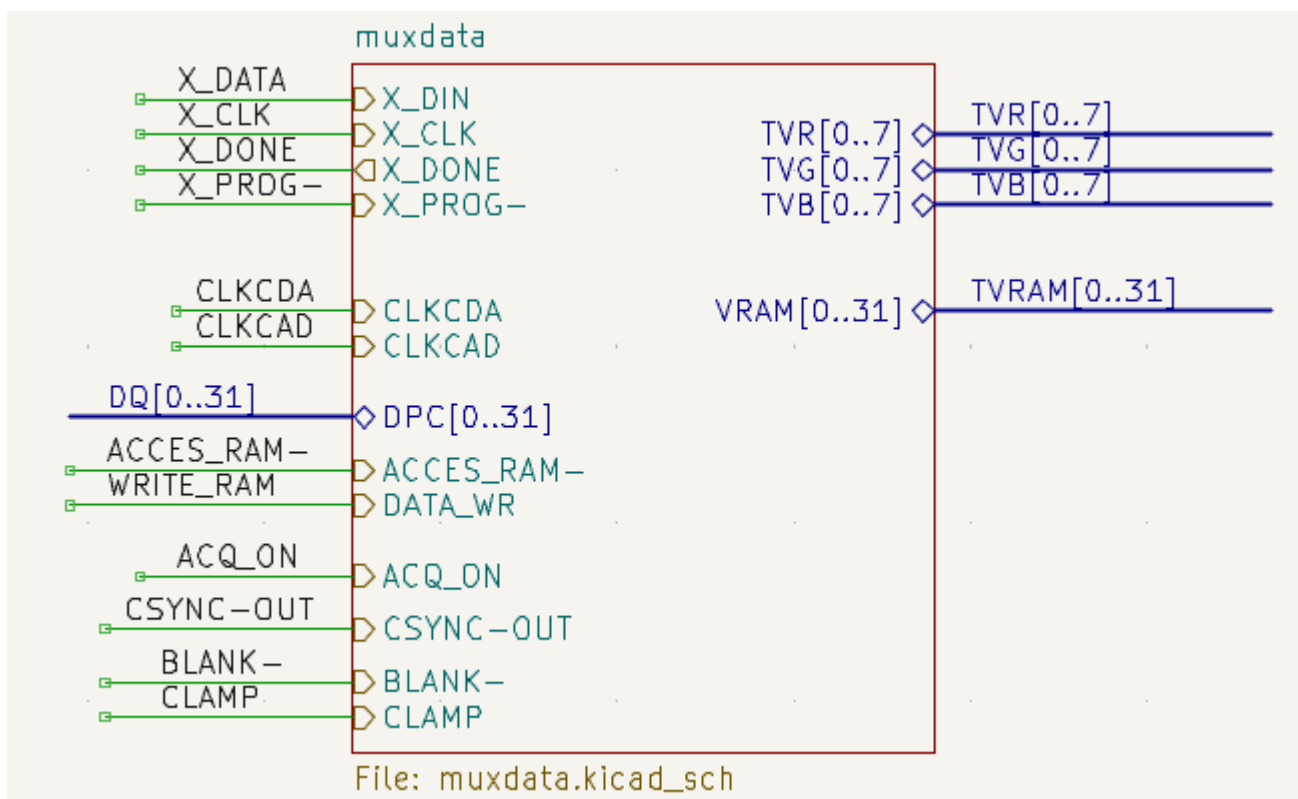 muxdata
X_DATA
X_DIN
X_CLK
X_CLK
X_DONE
X_DONE
X_PROG-
X_PROG-
TVR[0..7]
TVR[0..7]
TVG[0..7]
TVG[0..7]
TVB[0..7]
TVB[0..7]
CLKCDA
CLKCDA
CLKCAD
CLKCAD
VRAM[0..31]
TVRAM[0..31]
DQ[0..31]
DPC[0..31]
ACCES_RAM-
ACCES_RAM-
WRITE_RAM
DATA_WR
ACQ_ON
ACQ_ON
CSYNC-OUT
CSYNC-OUT
BLANK-
BLANK-
CLAMP
CLAMP
File: muxdata.kicad_sch